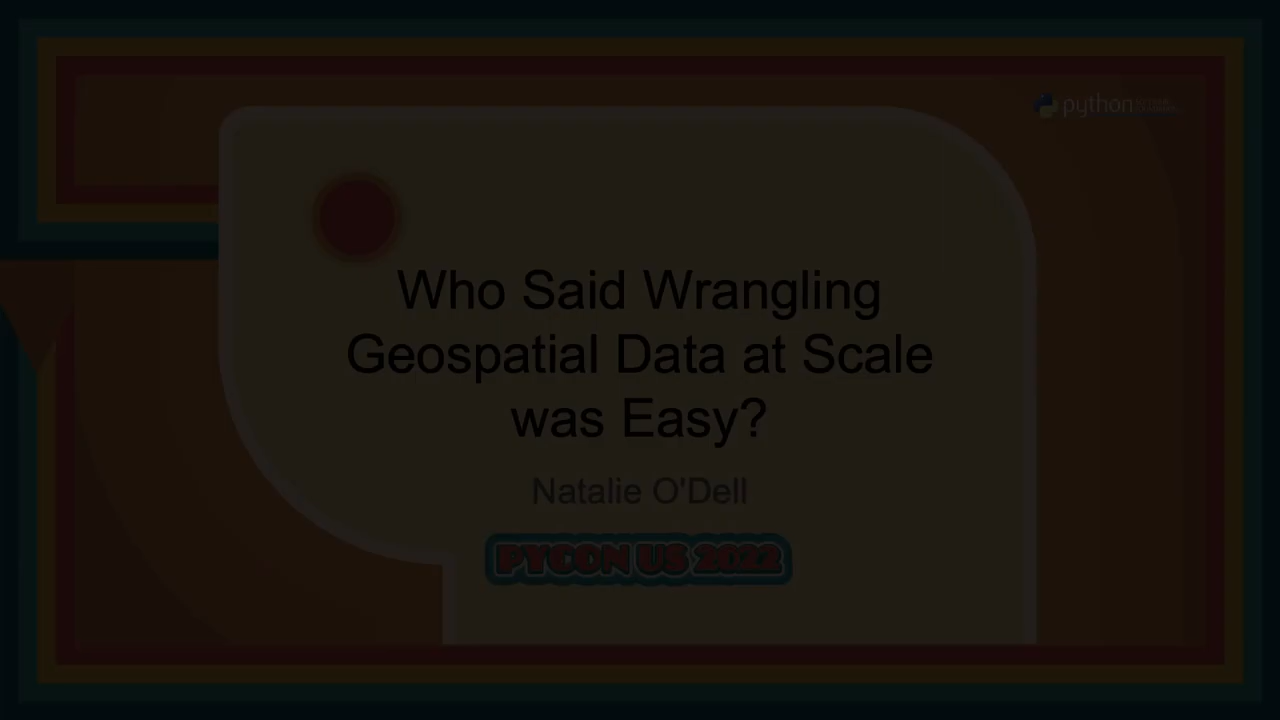 python
Who Said Wrangling
Geospatial Data at Scale
was Easy?
Natalie O'Dell
PYCON US 2022